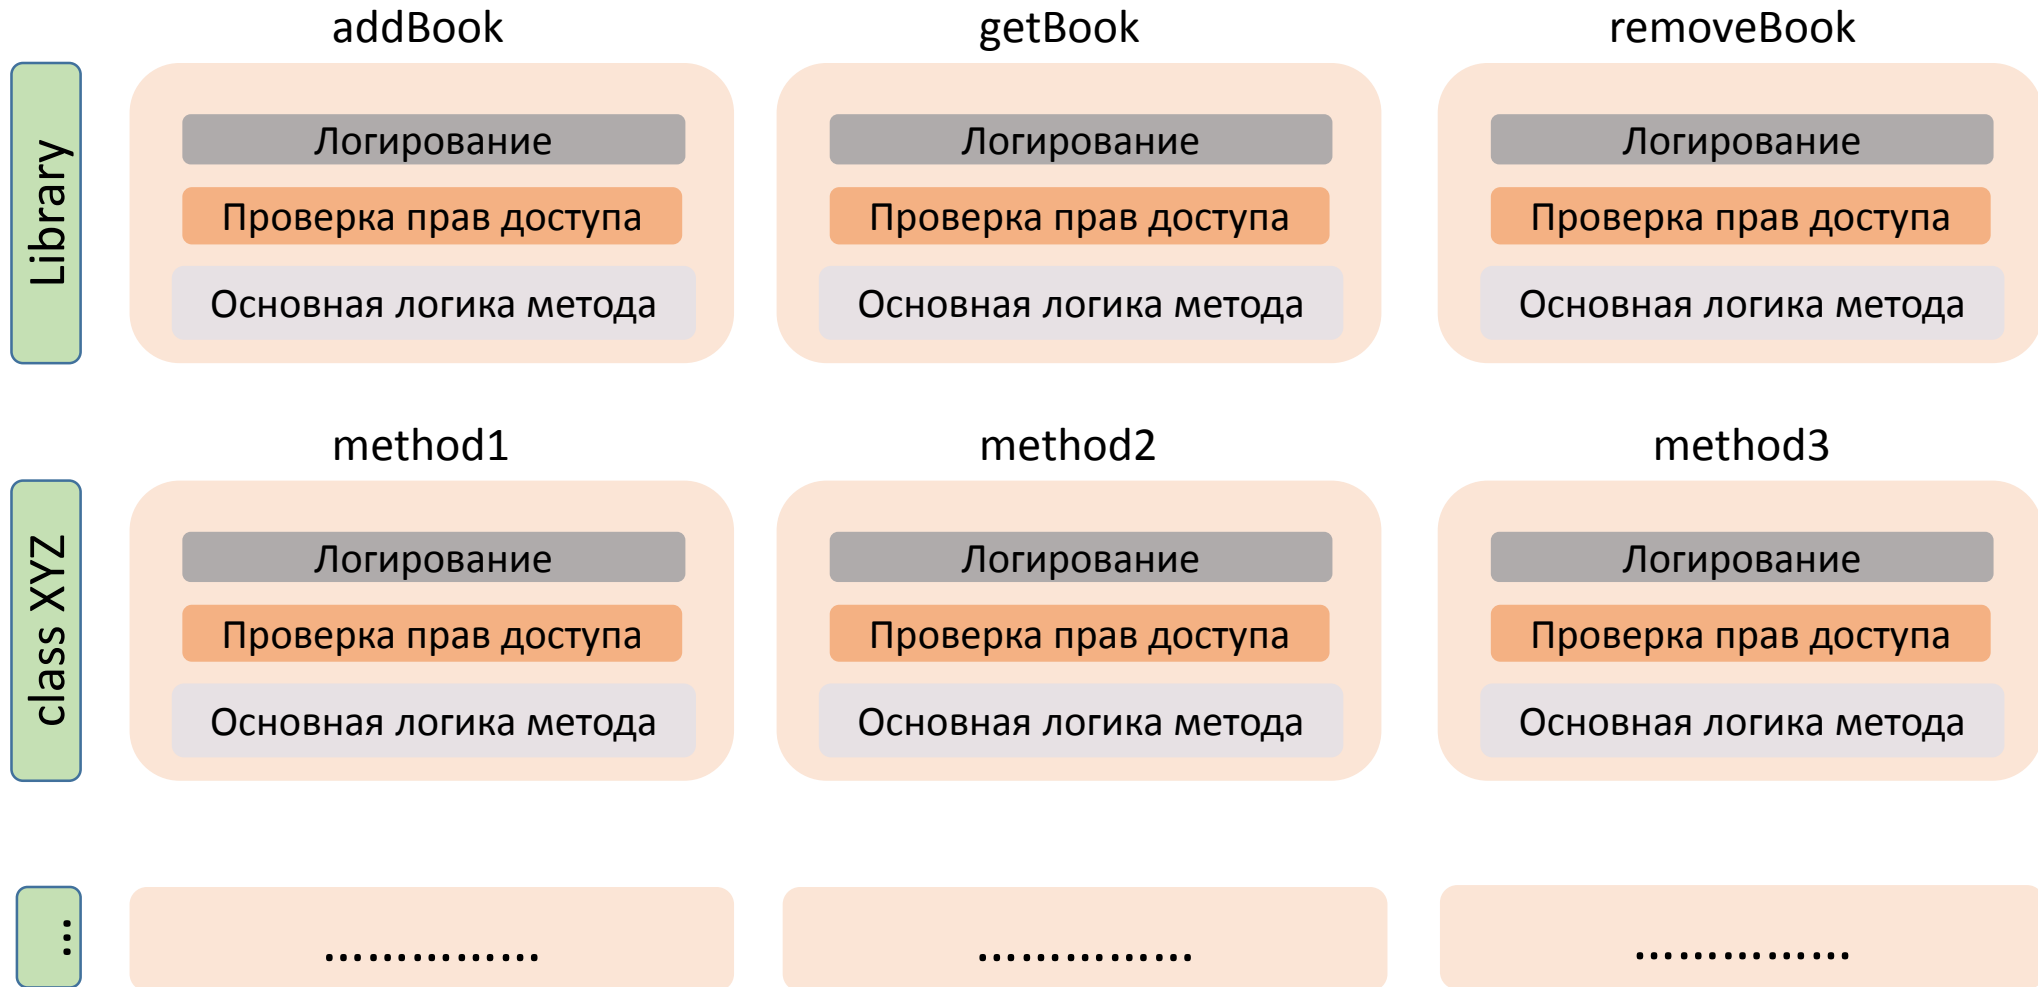 addBook getBook removeBook
Library
Логирование Логирование Логирование
Проверка прав доступа Проверка прав доступа Проверка прав доступа
Основная логика метода Основная логика метода Основная логика метода
method1 method2 method3
class XYZ
Логирование Логирование Логирование
Проверка прав доступа Проверка прав доступа Проверка прав доступа
Основная логика метода Основная логика метода Основная логика метода
...
............... ............... ...............